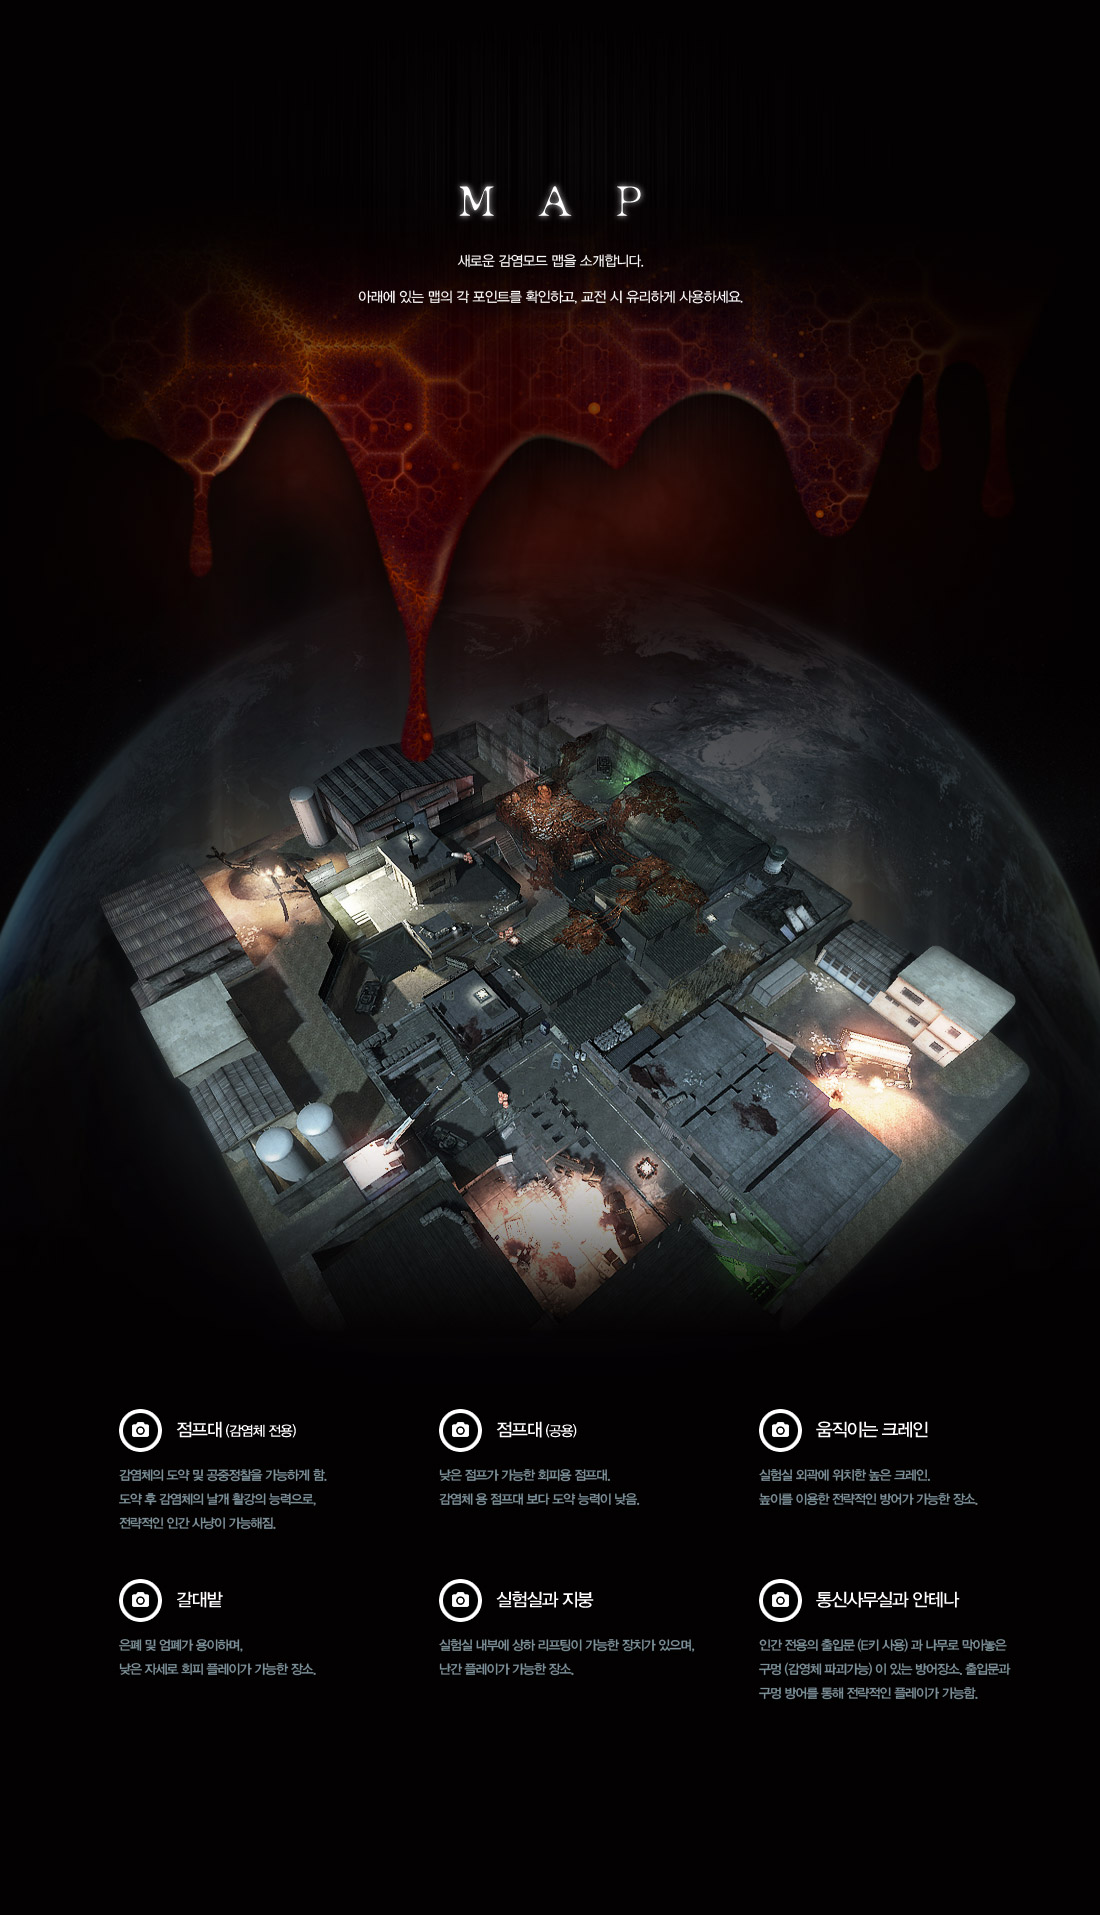 MAP
새로운 감염모드 맵을 소개합니다.
아래에 있는 맵의 각 포인트를 확인하고, 교전 시 유리하게 사용하세요.
점프대 (감염체 전용)
감염체의 도약 및 공중정찰을 가능하게 함.
도약 후 감염체의 날개 활강의 능력으로,
전략적인 인간 사냥이 가능해짐.
점프대 (공용)
낮은 점프가 가능한 회피용 점프대.
감염체 용 점프대 보다 도약 능력이 낮음.
움직이는 크레인
실험실 외곽에 위치한 높은 크레인.
높이를 이용한 전략적인 방어가 가능한 장소.
갈대밭
은폐 및 엄폐가 용이하며,
낮은 자세로 회피 플레이가 가능한 장소.
실험실과 지붕
실험실 내부에 상하 리프팅이 가능한 장치가 있으며,
난간 플레이가 가능한 장소.
통신사무실과 안테나
인간 전용의 출입문 (E키 사용) 과 나무로 막아놓은
구멍 (감염체 파괴가능) 이 있는 방어장소. 출입문과
구멍 방어를 통해 전략적인 플레이가 가능함.